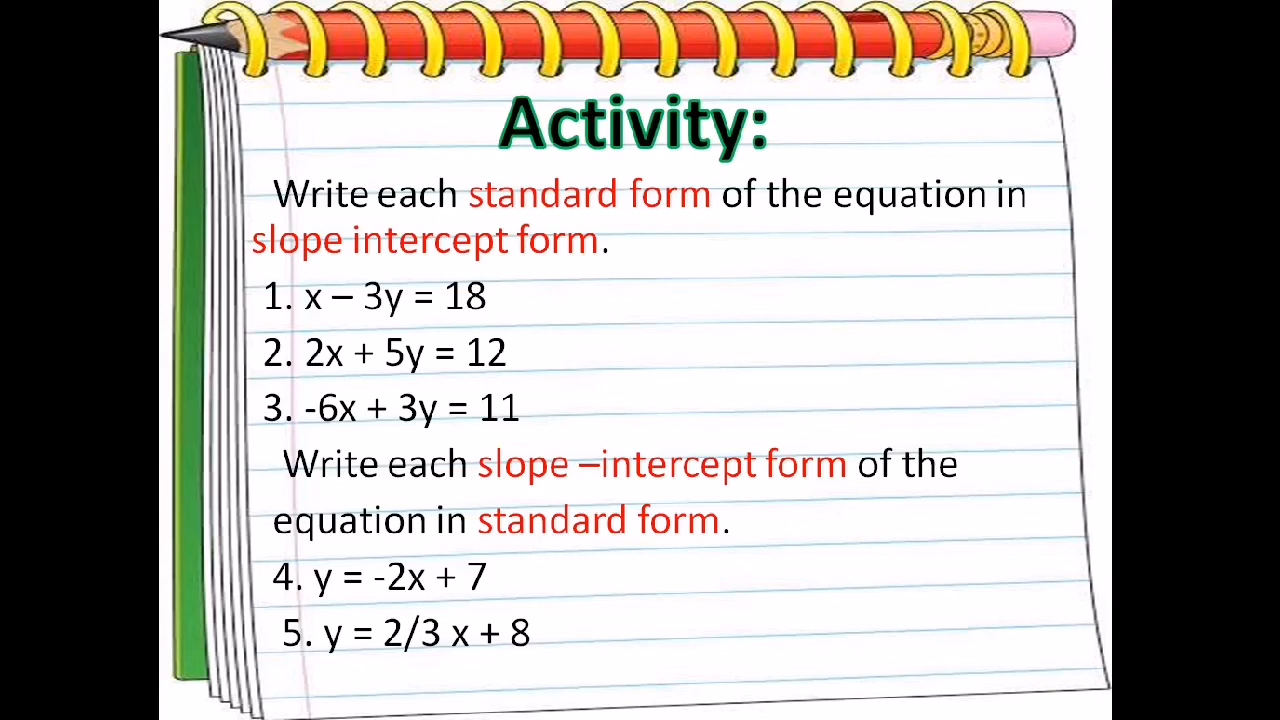 Activity:
Write each standard form of the equation in
slope intercept form.
1. x – 3y = 18
2. 2x + 5y = 12
3. -6x + 3y = 11
Write each slope –intercept form of the
equation in standard form.
4. y = -2x + 7
5. y = 2/3 x + 8